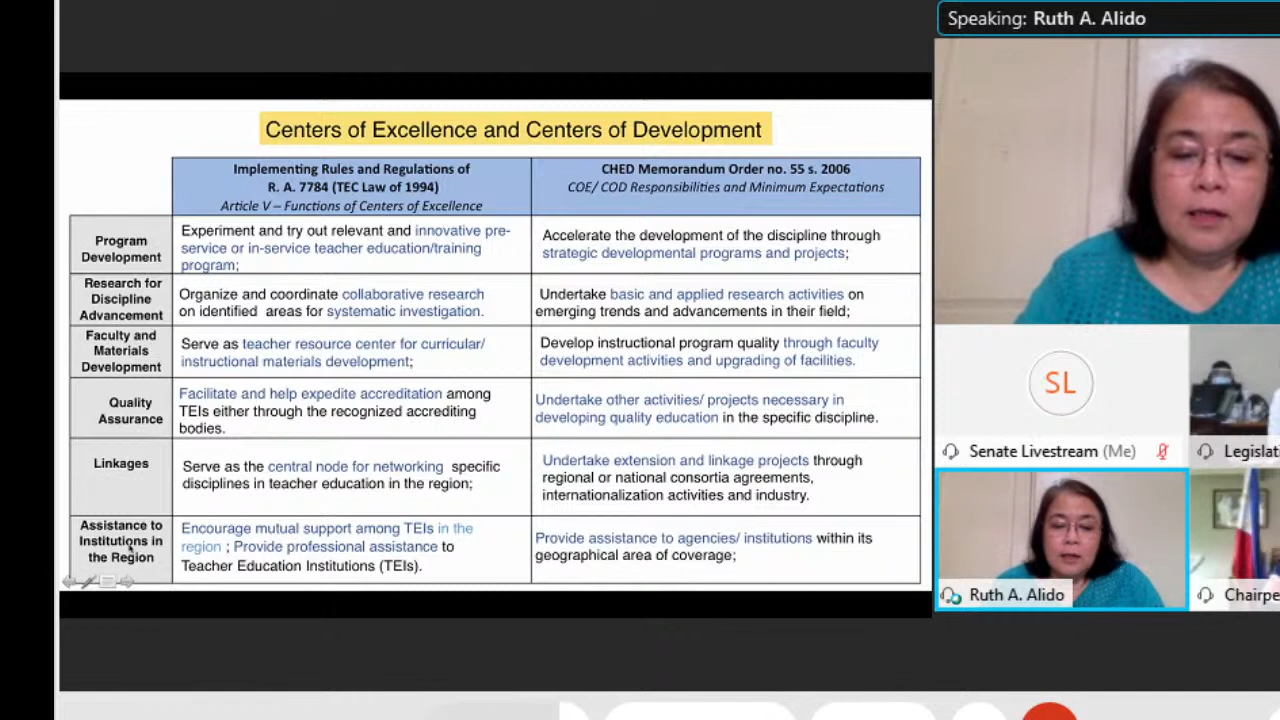 Speaking: Ruth A. Alido
Centers of Excellence and Centers of Development
Implementing Rules and Regulations of
R. A. 7784 (TEC Law of 1994)
Article V – Functions of Centers of Excellence
CHED Memorandum Order no. 55 s. 2006
COE/ COD Responsibilities and Minimum Expectations
Program
Development
Experiment and try out relevant and innovative pre-
service or in-service teacher education/training
program;
Accelerate the development of the discipline through
strategic developmental programs and projects;
Research for
Discipline
Advancement
Organize and coordinate collaborative research
on identified areas for systematic investigation.
Undertake basic and applied research activities on
emerging trends and advancements in their field;
Faculty and
Materials
Development
Serve as teacher resource center for curricular/
instructional materials development;
Develop instructional program quality through faculty
development activities and upgrading of facilities.
Quality
Assurance
Facilitate and help expedite accreditation among
TEIs either through the recognized accrediting
bodies.
Undertake other activities/ projects necessary in
developing quality education in the specific discipline.
Linkages
Serve as the central node for networking specific
disciplines in teacher education in the region;
Undertake extension and linkage projects through
regional or national consortia agreements,
internationalization activities and industry.
Assistance to
Institutions in
the Region
Encourage mutual support among TEIs in the
region ; Provide professional assistance to
Teacher Education Institutions (TEIs).
Provide assistance to agencies/ institutions within its
geographical area of coverage;
SL
Senate Livestream (Me)
Legislati
Ruth A. Alido
Chairpe